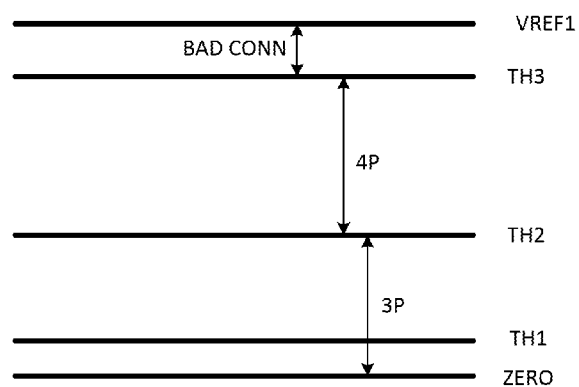 VREF1
BAD CONN
TH3
4P
TH2
3P
TH1
ZERO